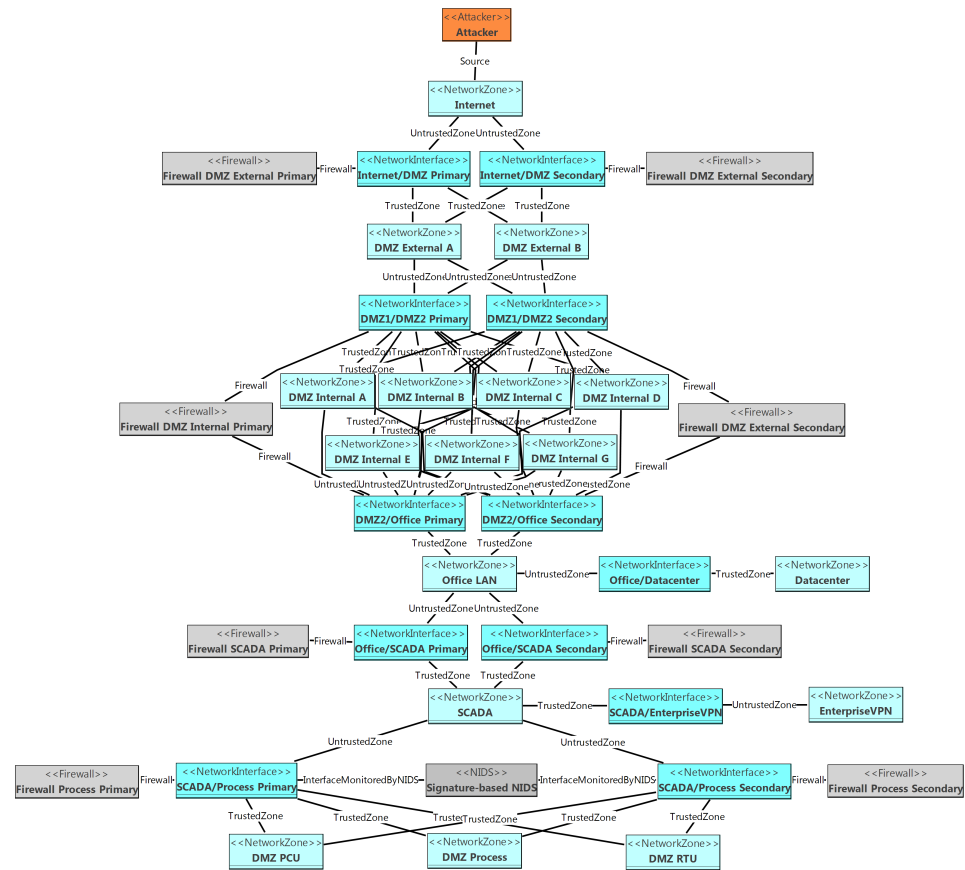 <<Attacker>>
Attacker
Source
<<NetworkZone>>
Internet
UntrustedZone UntrustedZone
<<Firewall>> <<NetworkInterface>> <<NetworkInterface>> <<Firewall>>
Firewall DMZ External Primary Firewall Internet/DMZ Primary Internet/DMZ Secondary Firewall Firewall DMZ External Secondary
TrustedZone TrustedZone TrustedZone
<<NetworkZone>> <<NetworkZone>>
DMZ External A DMZ External B
UntrustedZone UntrustedZone UntrustedZone
<<NetworkInterface>> <<NetworkInterface>>
DMZ1/DMZ2 Primary DMZ1/DMZ2 Secondary
TrustedZone TrustedZone
TrustedZone TrustedZone
Firewall <<NetworkZone>> <<NetworkZone>> <<NetworkZone>> <<NetworkZone>> Firewall
DMZ Internal A DMZ Internal B DMZ Internal C DMZ Internal D
<<Firewall>> <<Firewall>>
Firewall DMZ Internal Primary Firewall DMZ External Secondary
TrustedZone TrustedZone
TrustedZone
<<NetworkZone>> <<NetworkZone>> <<NetworkZone>>
DMZ Internal E DMZ Internal F DMZ Internal G
Firewall Firewall
UntrustedZone
<<NetworkInterface>> <<NetworkInterface>>
DMZ2/Office Primary DMZ2/Office Secondary
TrustedZone TrustedZone
<<NetworkZone>> <<NetworkInterface>> <<NetworkZone>>
Office LAN UntrustedZone Office/Datacenter TrustedZone Datacenter
UntrustedZone UntrustedZone
<<Firewall>> <<NetworkInterface>> <<NetworkInterface>> <<Firewall>>
Firewall SCADA Primary Firewall Office/SCADA Primary Office/SCADA Secondary Firewall Firewall SCADA Secondary
TrustedZone TrustedZone
<<NetworkZone>> <<NetworkInterface>> <<NetworkZone>>
SCADA TrustedZone SCADA/EnterpriseVPN UntrustedZone EnterpriseVPN
UntrustedZone UntrustedZone
<<Firewall>> <<NetworkInterface>> <<NIDS>> <<NetworkInterface>> <<Firewall>>
Firewall Process Primary Firewall SCADA/Process Primary InterfaceMonitoredByNIDS Signature-based NIDS InterfaceMonitoredByNIDS SCADA/Process Secondary Firewall Firewall Process Secondary
TrustedZone TrustedZone TrustedZone TrustedZone TrustedZone
<<NetworkZone>> <<NetworkZone>> <<NetworkZone>>
DMZ PCU DMZ Process DMZ RTU